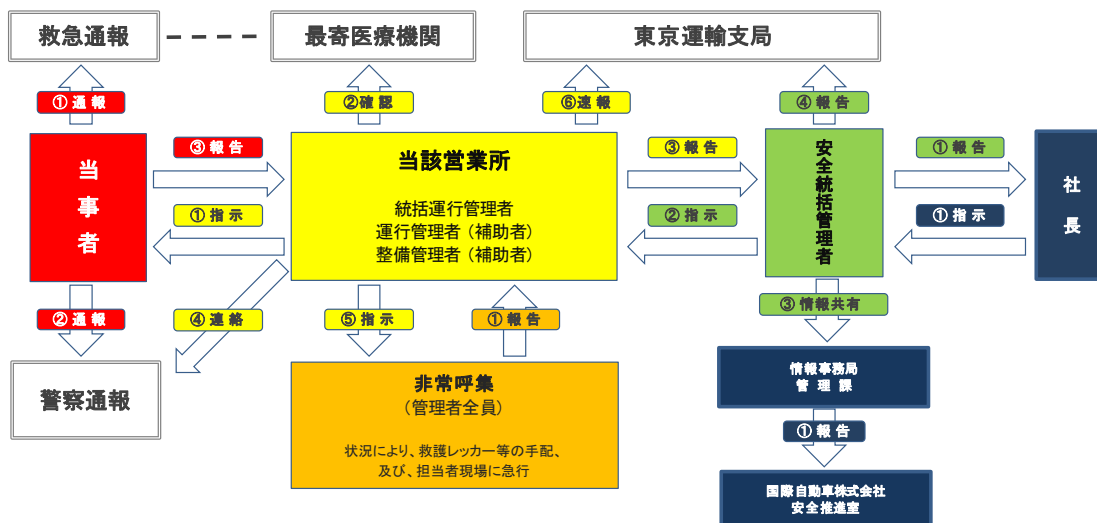 救急通報
最寄医療機関
東京運輸支局
①通報
②確認
⑥速報
④報告
当事者
③報告
①指示
当該営業所
統括運行管理者
運行管理者（補助者）
整備管理者（補助者）
③報告
②指示
安全統括管理者
①報告
①指示
社長
②通報
④連絡
⑤指示
①報告
③情報共有
警察通報
非常呼集
（管理者全員）
状況により、救護レッカー等の手配、
及び、担当者現場に急行
情報事務局
管理課
①報告
国際自動車株式会社
安全推進室